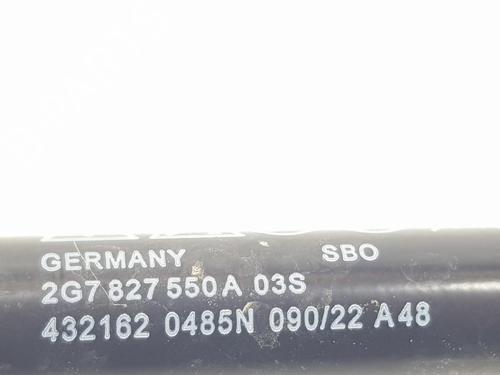 GERMANY SBO
2G7 827 550 A 03S
432162 0485N 090/22 A48